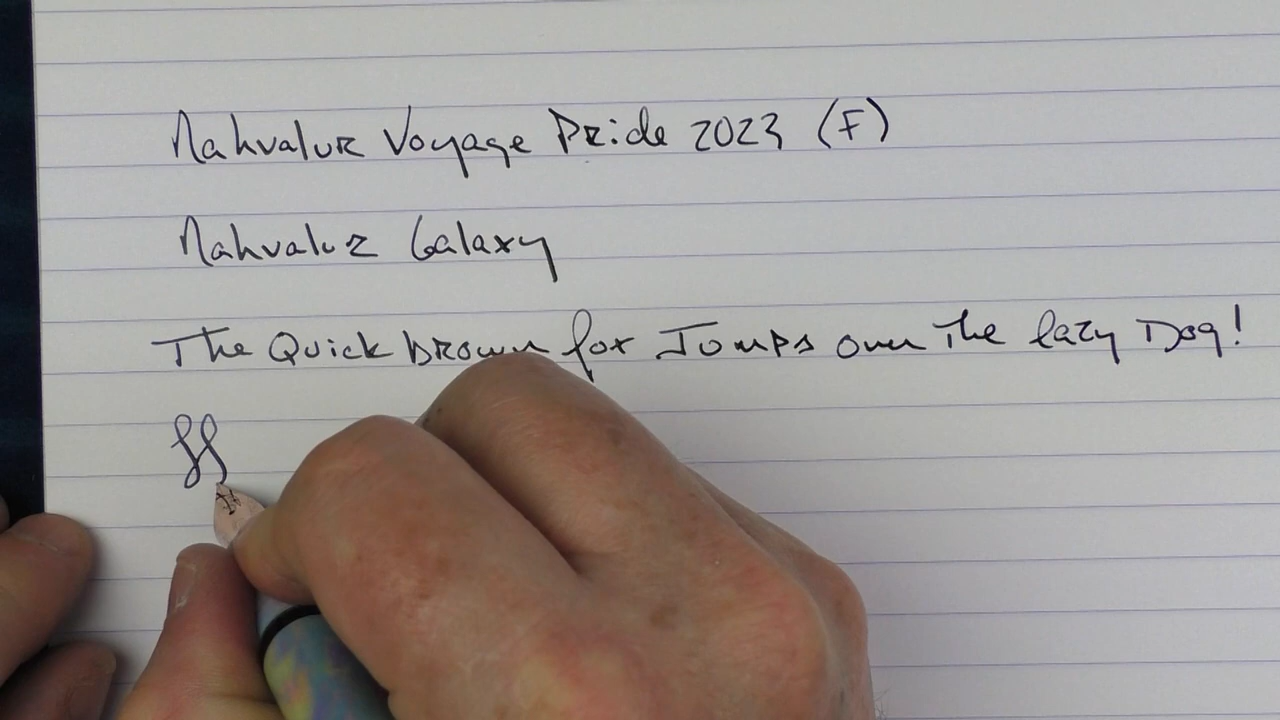 Nahvalur Voyage Pride 2023 (F)
Nahvalur Galaxy
The Quick brown fox Jumps over The lazy Dog!